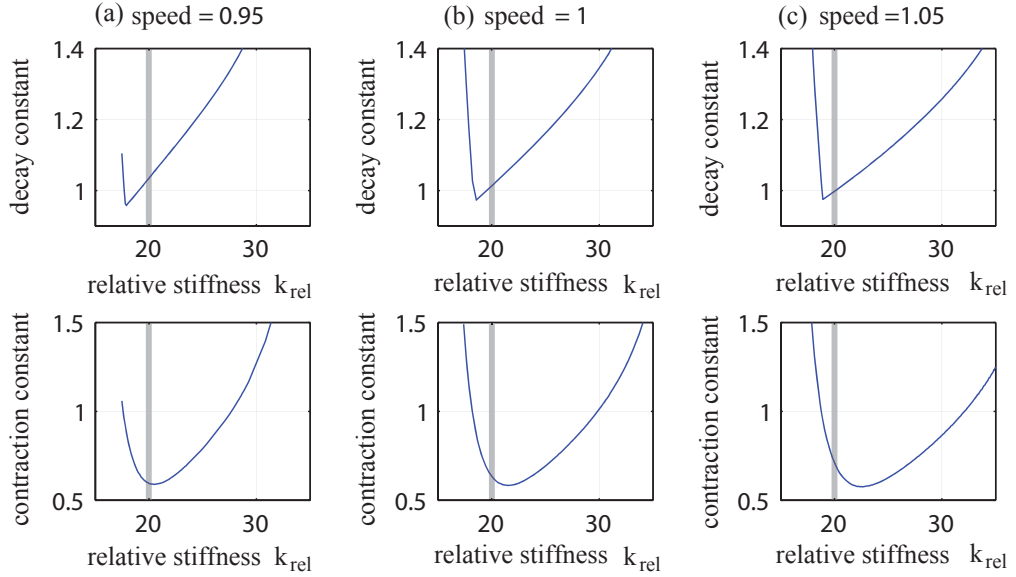 (a) speed = 0.95
(b) speed = 1
(c) speed =1.05
decay constant
1.4
1.2
1
20 30
relative stiffness k_rel
decay constant
1.4
1.2
1
20 30
relative stiffness k_rel
decay constant
1.4
1.2
1
20 30
relative stiffness k_rel
contraction constant
1.5
1
0.5
20 30
relative stiffness k_rel
contraction constant
1.5
1
0.5
20 30
relative stiffness k_rel
contraction constant
1.5
1
0.5
20 30
relative stiffness k_rel